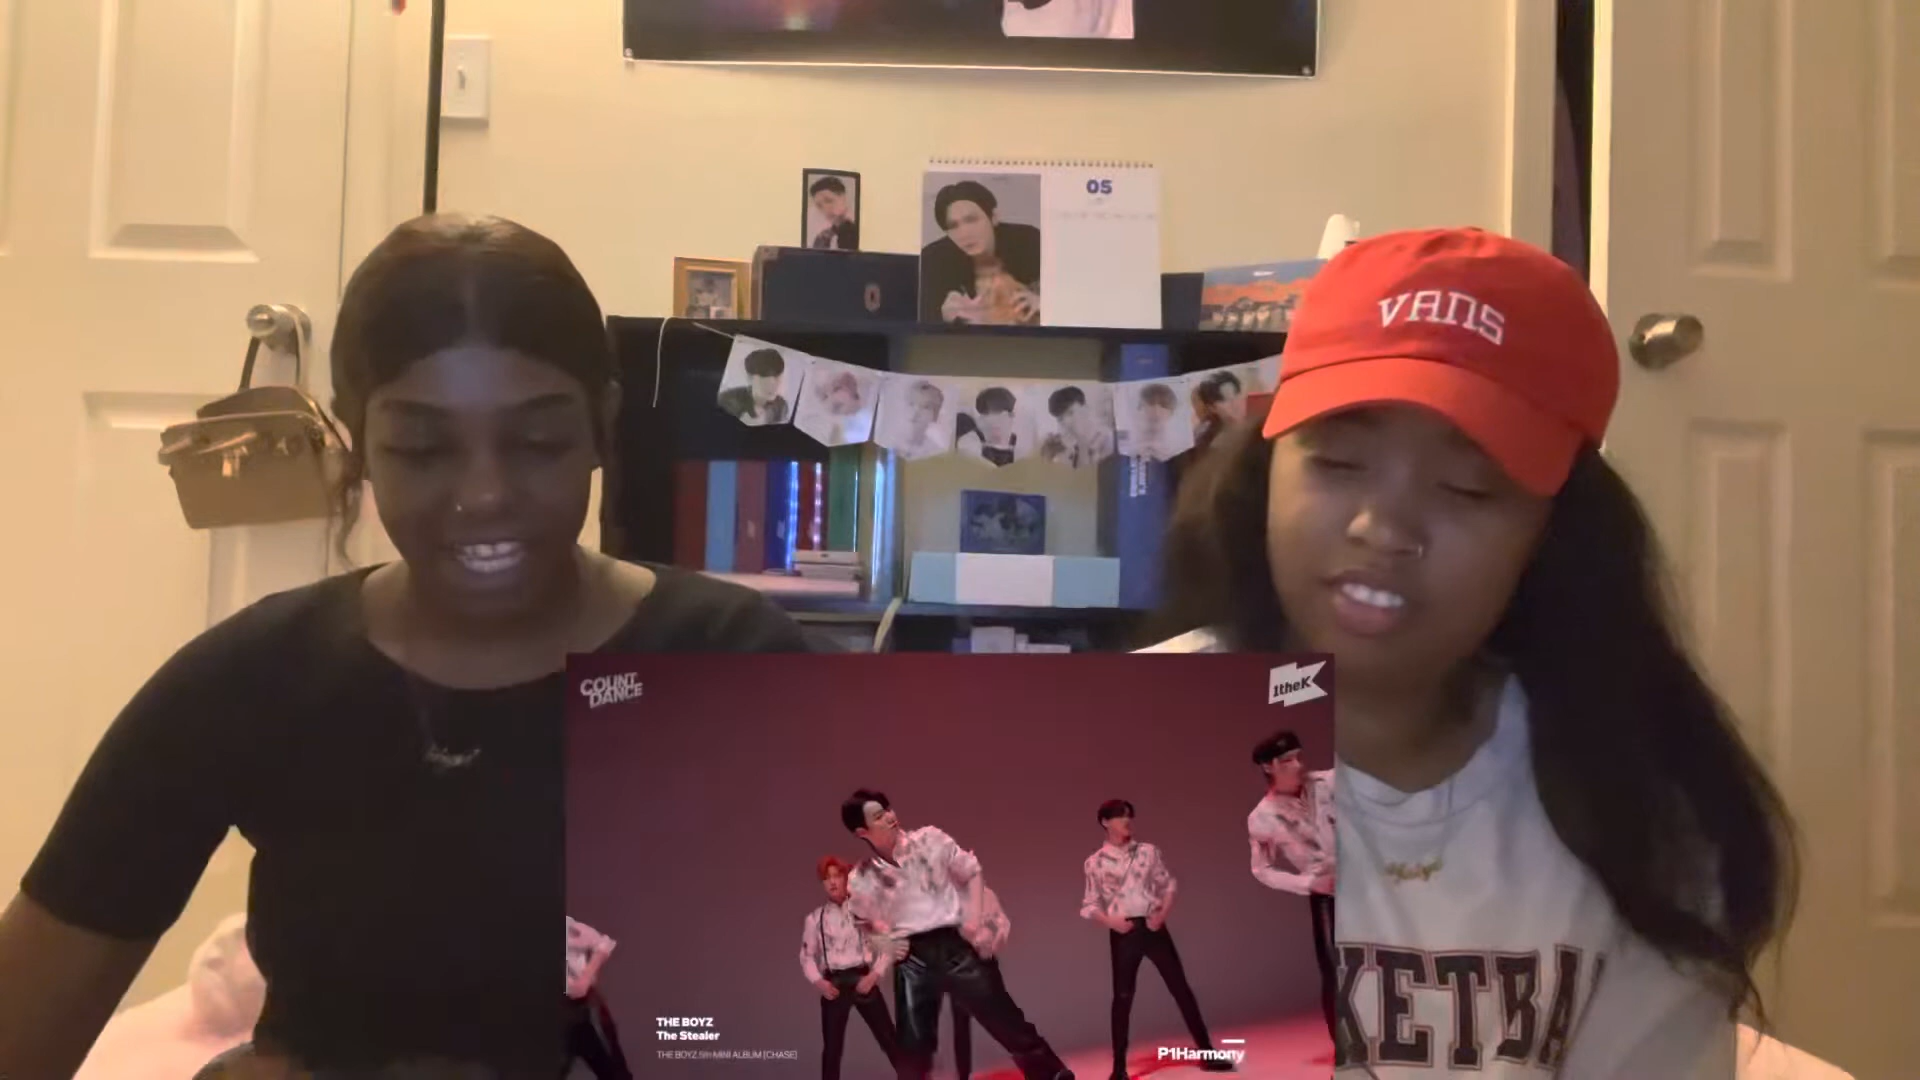 05
VANS
COUNT
DANCE
1theK
KETBA
THE BOYZ
The Stealer
THE BOYZ 5th MINI ALBUM [CHASE]
P1Harmony